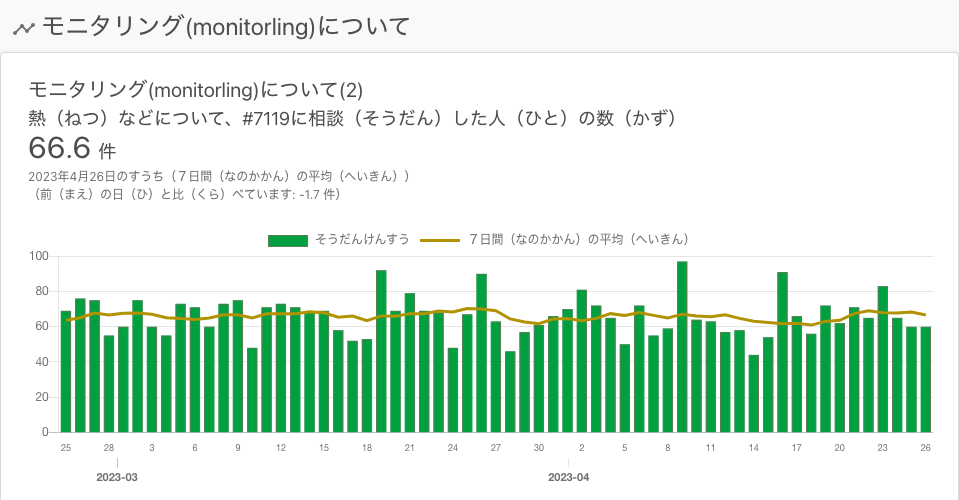 モニタリング(monitorling)について
モニタリング(monitorling)について(2)
熱（ねつ）などについて、#7119に相談（そうだん）した人（ひと）の数（かず）
66.6 件
2023年4月26日のすうち（７日間（なのかかん）の平均（へいきん））
（前（まえ）の日（ひ）と比（くら）べています: -1.7 件）
そうだんけんすう ７日間（なのかかん）の平均（へいきん）
100
80
60
40
20
0
25 28 3 6 9 12 15 18 21 24 27 30 2 5 8 11 14 17 20 23 26
2023-03 2023-04